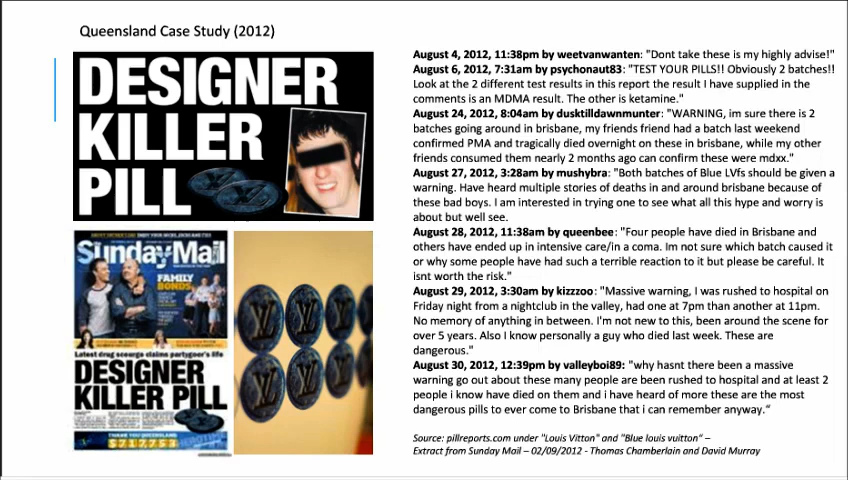 Queensland Case Study (2012)
DESIGNER
KILLER
PILL
LV
LV
Sunday Mail
FAMILY
BONDS
Latest drug scourge claims partygoer's life
DESIGNER
KILLER PILL
THANK YOU QUEENSLAND
$717,753
August 4, 2012, 11:38pm by weetvanwanten: "Dont take these is my highly advise!"
August 6, 2012, 7:31am by psychonaut83: "TEST YOUR PILLS!! Obviously 2 batches!!
Look at the 2 different test results in this report the result I have supplied in the
comments is an MDMA result. The other is ketamine."
August 24, 2012, 8:04am by dusktilldawnmunter: "WARNING, im sure there is 2
batches going around in brisbane, my friends friend had a batch last weekend
confirmed PMA and tragically died overnight on these in brisbane, while my other
friends consumed them nearly 2 months ago can confirm these were mdxx."
August 27, 2012, 3:28am by mushybra: "Both batches of Blue LVfs should be given a
warning. Have heard multiple stories of deaths in and around brisbane because of
these bad boys. I am interested in trying one to see what all this hype and worry is
about but well see.
August 28, 2012, 11:38am by queenbee: "Four people have died in Brisbane and
others have ended up in intensive care/in a coma. Im not sure which batch caused it
or why some people have had such a terrible reaction to it but please be careful. It
isnt worth the risk."
August 29, 2012, 3:30am by kizzzoo: "Massive warning, I was rushed to hospital on
Friday night from a nightclub in the valley, had one at 7pm than another at 11pm.
No memory of anything in between. I'm not new to this, been around the scene for
over 5 years. Also I know personally a guy who died last week. These are
dangerous."
August 30, 2012, 12:39pm by valleyboi89: "why hasnt there been a massive
warning go out about these many people are been rushed to hospital and at least 2
people i know have died on them and i have heard of more these are the most
dangerous pills to ever come to Brisbane that i can remember anyway."
Source: pillreports.com under "Louis Vitton" and "Blue louis vuitton" –
Extract from Sunday Mail – 02/09/2012 - Thomas Chamberlain and David Murray